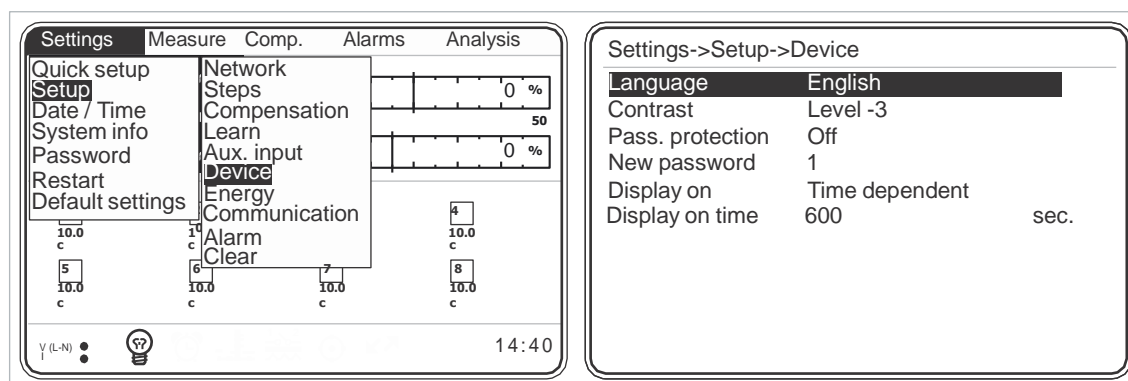 Settings Measure Comp. Alarms Analysis
Quick setup
Setup
Date / Time
System info
Password
Restart
Default settings
Network
Steps
Compensation
Learn
Aux. input
Device
Energy
Communication
Alarm
Clear
0 %
50
0 %
4
10.0 10.0
c c c
5 6 7 8
10.0 10.0 10.0 10.0
c c c c
V (L-N)
I
14:40
Settings->Setup->Device
Language English
Contrast Level -3
Pass. protection Off
New password 1
Display on Time dependent
Display on time 600 sec.